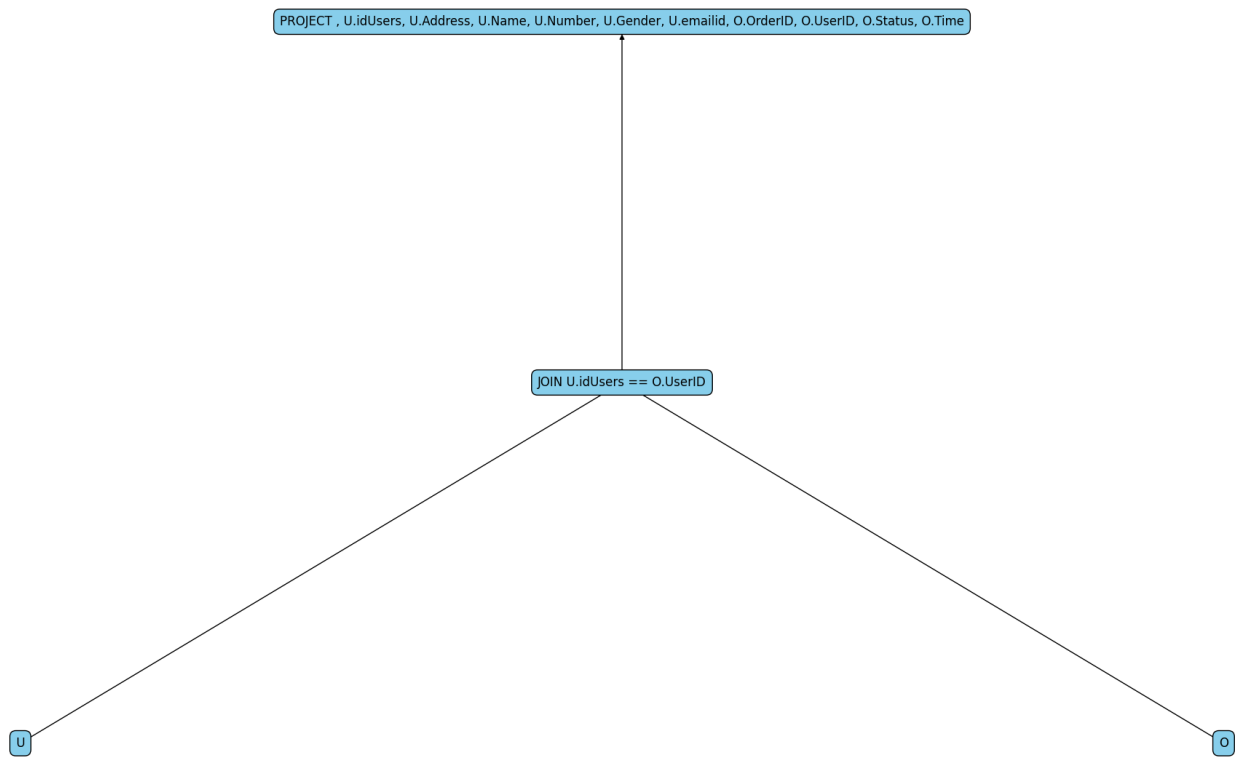 PROJECT , U.idUsers, U.Address, U.Name, U.Number, U.Gender, U.emailid, O.OrderID, O.UserID, O.Status, O.Time
JOIN U.idUsers == O.UserID
U
O